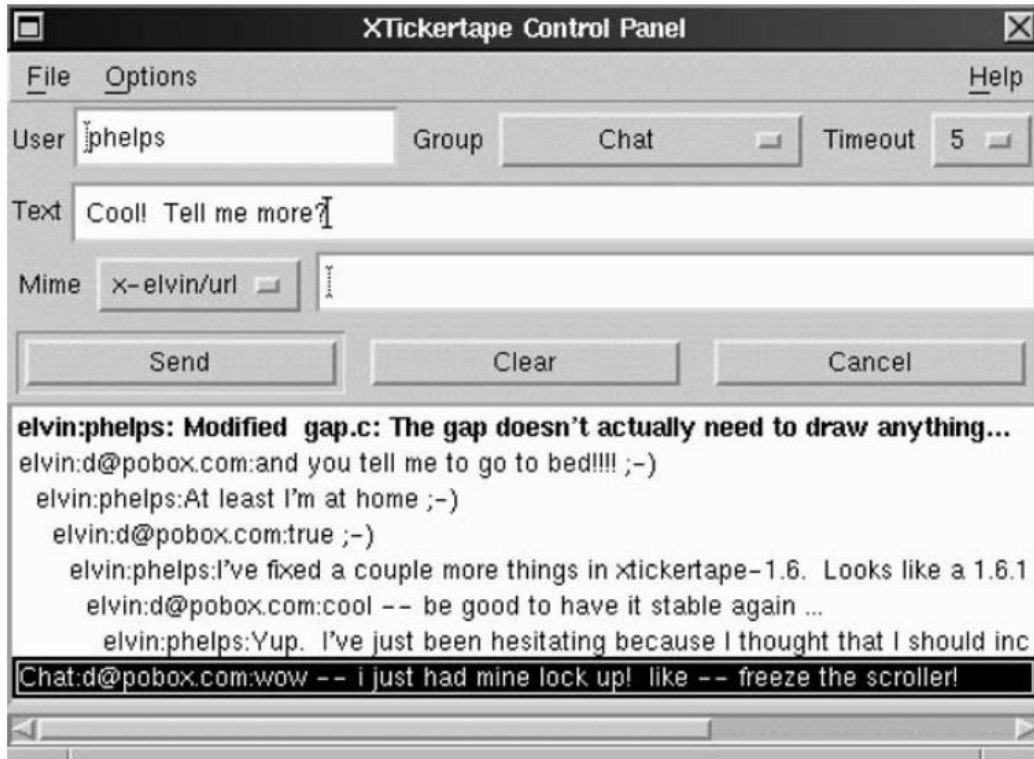 XTickertape Control Panel
File Options Help
User phelps Group Chat Timeout 5
Text Cool!  Tell me more?
Mime x-elvin/url
Send Clear Cancel
elvin:phelps: Modified  gap.c: The gap doesn't actually need to draw anything...
elvin:d@pobox.com:and you tell me to go to bed!!!! ;-)
elvin:phelps:At least I'm at home ;-)
elvin:d@pobox.com:true ;-)
elvin:phelps:I've fixed a couple more things in xtickertape-1.6.  Looks like a 1.6.1
elvin:d@pobox.com:cool -- be good to have it stable again ...
elvin:phelps:Yup.  I've just been hesitating because I thought that I should inc
Chat:d@pobox.com:wow -- i just had mine lock up!  like -- freeze the scroller!